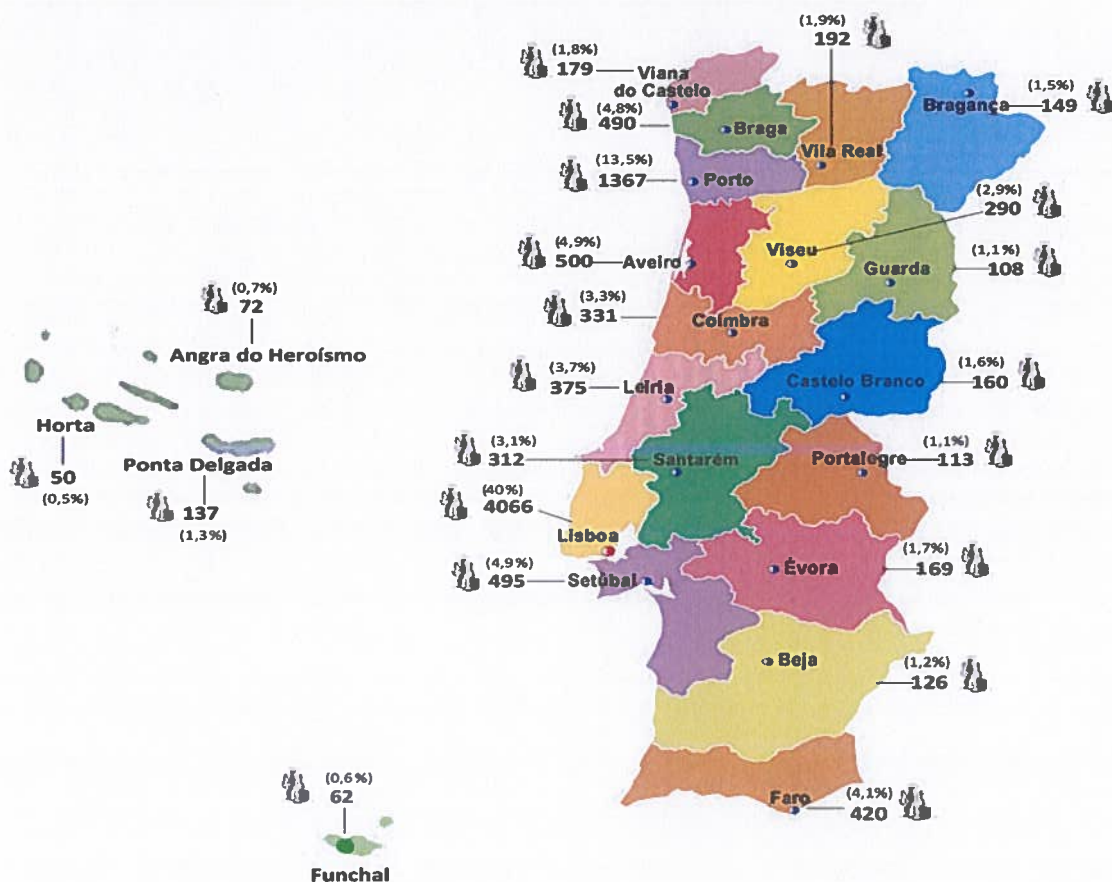 (1,9%)
192
(1,8%)
179
Viana
do Castelo
(1,5%)
Bragança
149
(4,8%)
490
Braga
Vila Real
(13,5%)
1367
Porto
(2,9%)
290
(4,9%)
500
Aveiro
Viseu
(1,1%)
108
Guarda
(0,7%)
72
Angra do Heroísmo
(3,3%)
331
Coimbra
(3,7%)
375
Leiria
Castelo Branco
(1,6%)
160
Horta
50
(0,5%)
Ponta Delgada
137
(1,3%)
(3,1%)
312
Santarém
Portalegre
(1,1%)
113
(40%)
4066
Lisboa
(4,9%)
495
Setúbal
Évora
(1,7%)
169
Beja
(1,2%)
126
(0,6%)
62
Funchal
Faro
(4,1%)
420